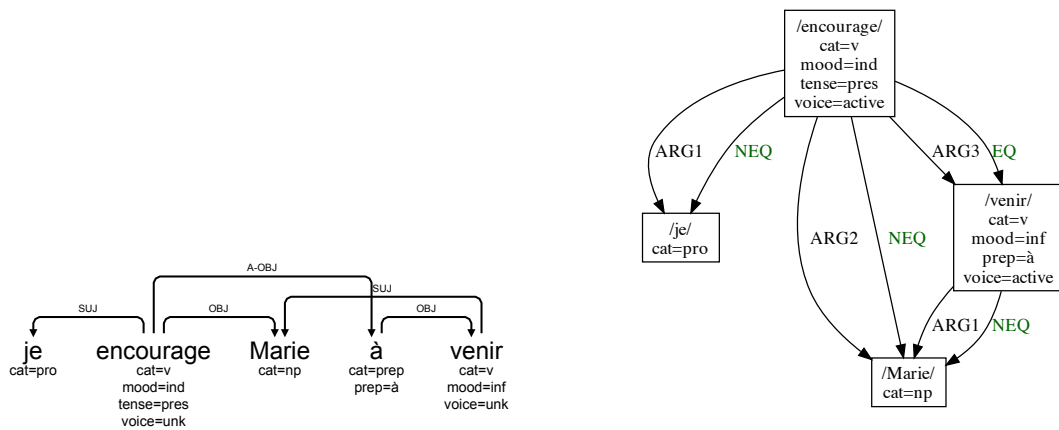 A-OBJ
SUJ
SUJ OBJ OBJ
je encourage Marie à venir
cat=pro cat=v cat=np cat=prep cat=v
mood=ind prep=à mood=inf
tense=pres voice=unk
voice=unk
/encourage/
cat=v
mood=ind
tense=pres
voice=active
ARG1 NEQ ARG3 EQ
/je/
cat=pro
ARG2 NEQ
/venir/
cat=v
mood=inf
prep=à
voice=active
ARG1 NEQ
/Marie/
cat=np